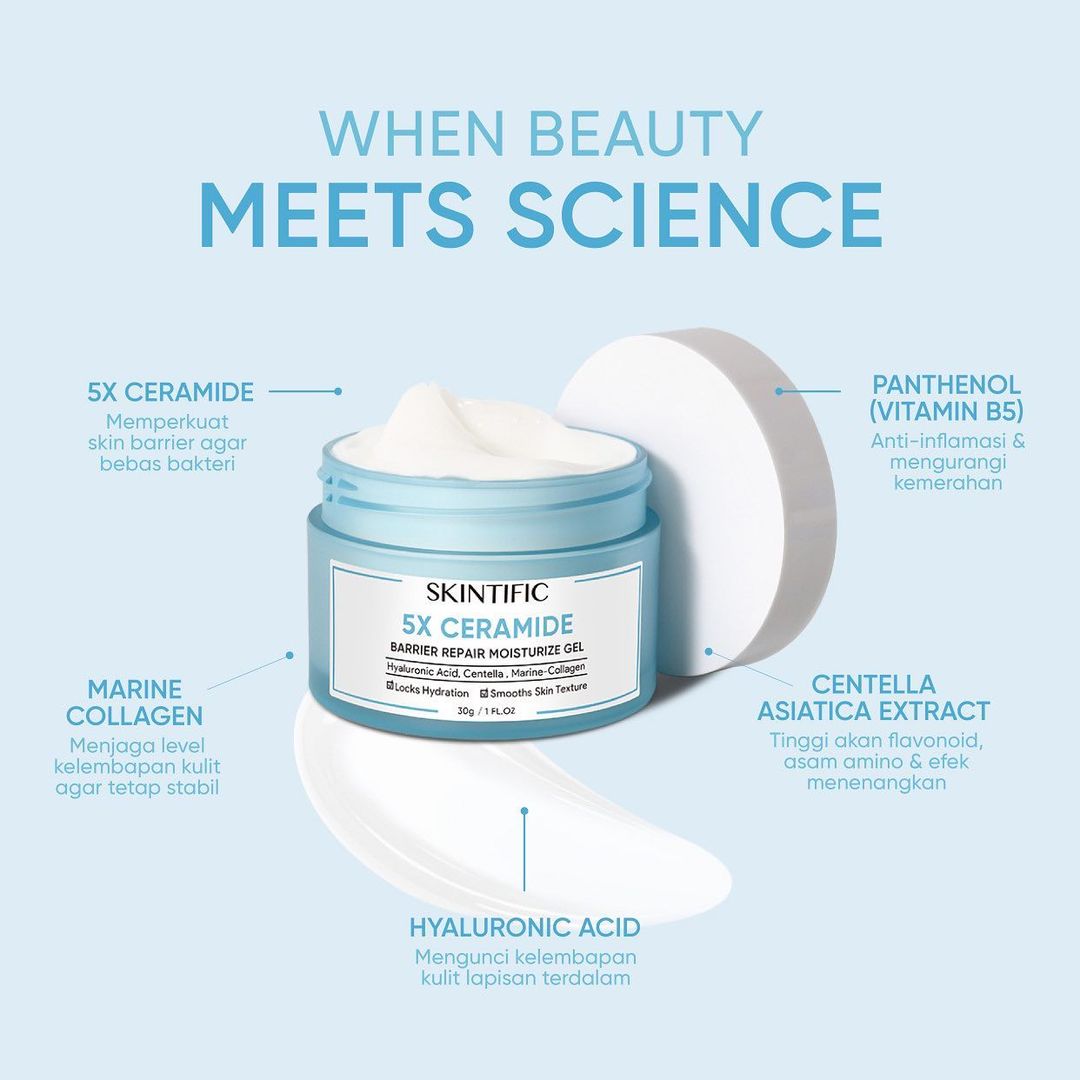 WHEN BEAUTY
MEETS SCIENCE
5X CERAMIDE
Memperkuat
skin barrier agar
bebas bakteri
PANTHENOL
(VITAMIN B5)
Anti-inflamasi &
mengurangi
kemerahan
SKINTIFIC
5X CERAMIDE
BARRIER REPAIR MOISTURIZE GEL
Hyaluronic Acid, Centella , Marine-Collagen
☑Locks Hydration ☑ Smooths Skin Texture
30g / 1 FL.OZ
MARINE
COLLAGEN
Menjaga level
kelembapan kulit
agar tetap stabil
CENTELLA
ASIATICA EXTRACT
Tinggi akan flavonoid,
asam amino & efek
menenangkan
HYALURONIC ACID
Mengunci kelembapan
kulit lapisan terdalam